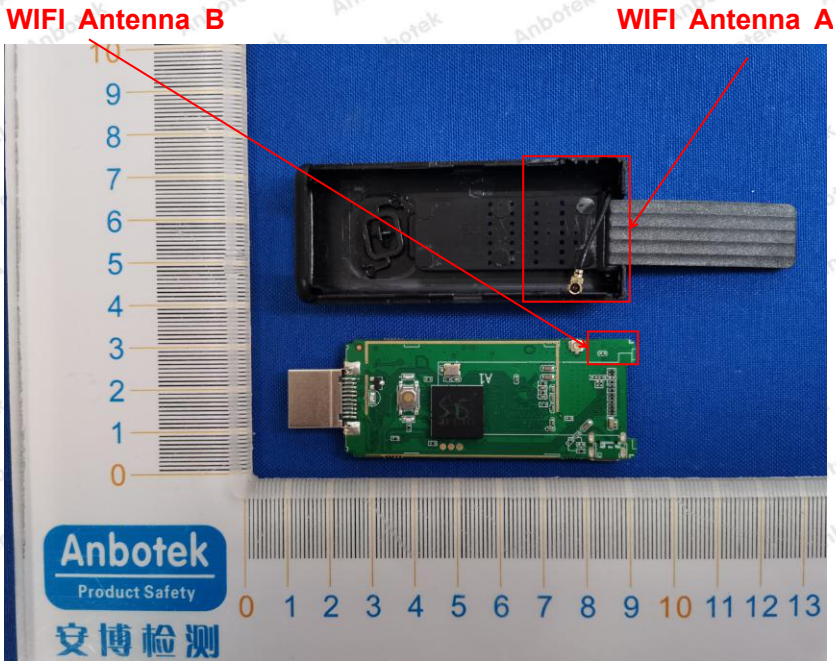 WIFI Antenna B
WIFI Antenna A
10
9
8
7
6
5
4
3
2
1
0
A1
Anbotek
Product Safety
安博检测
0 1 2 3 4 5 6 7 8 9 10 11 12 13